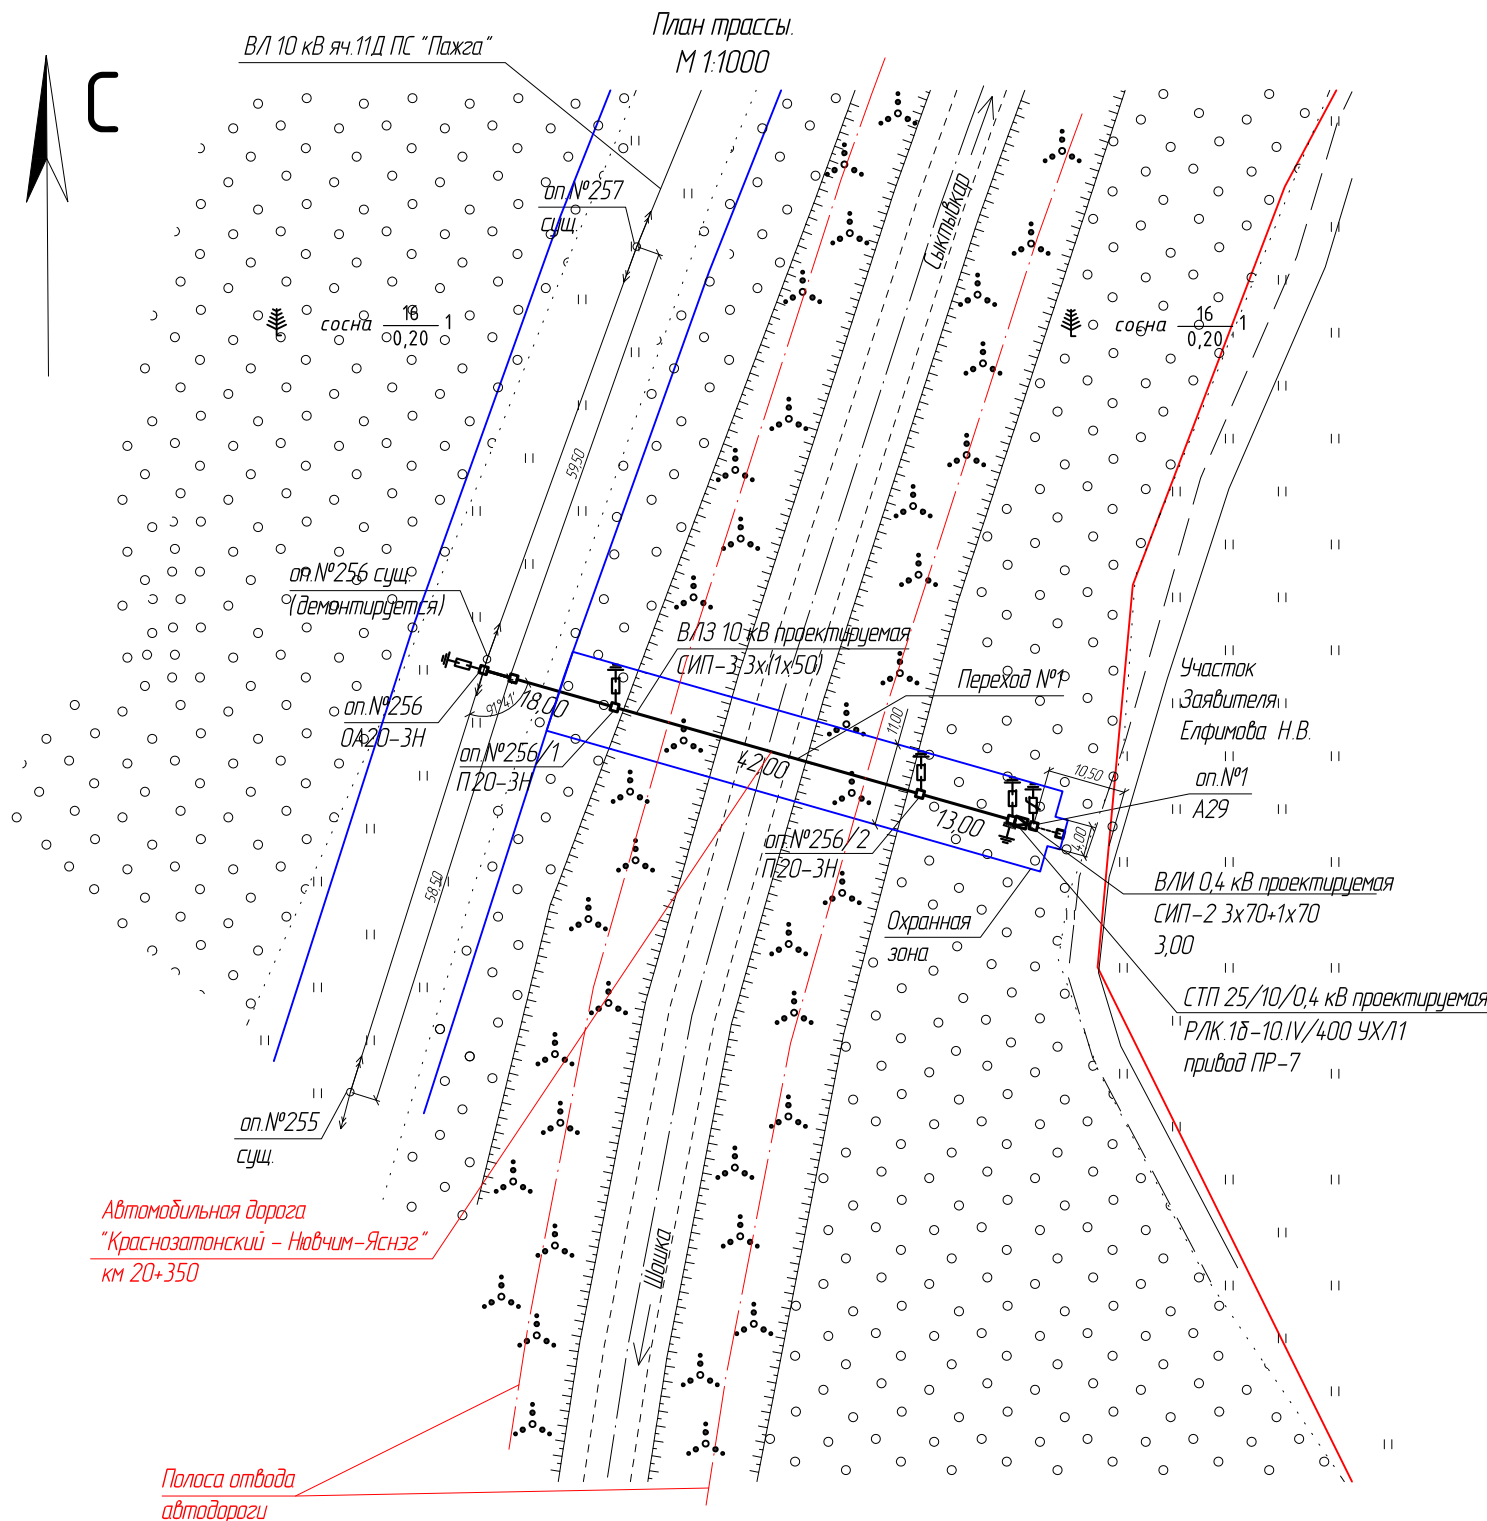 План трассы.
М 1:1000
ВЛ 10 кВ яч.11Д ПС "Пажга"
С
оп.№257
сущ.
Сыктывкар
сосна 16/0,20 1
сосна 16/0,20 1
59,50
оп.№256 сущ.
(демонтируется)
ВЛЗ 10 кВ проектируемая
СИП-3 3х(1х50)
Переход №1
Участок
Заявителя
Елфимова Н.В.
оп.№256
ОА20-3Н
91°41'
18,00
11,00
оп.№256/1
П20-3Н
42,00
10,50
оп.№1
А29
13,00
4,00
оп.№256/2
П20-3Н
58,50
ВЛИ 0,4 кВ проектируемая
СИП-2 3х70+1х70
3,00
Охранная
зона
СТП 25/10/0,4 кВ проектируемая
РЛК.1б-10.IV/400 УХЛ1
привод ПР-7
оп.№255
сущ.
Автомобильная дорога
"Краснозатонский - Нювчим-Яснэг"
км 20+350
Шошка
Полоса отвода
автодороги